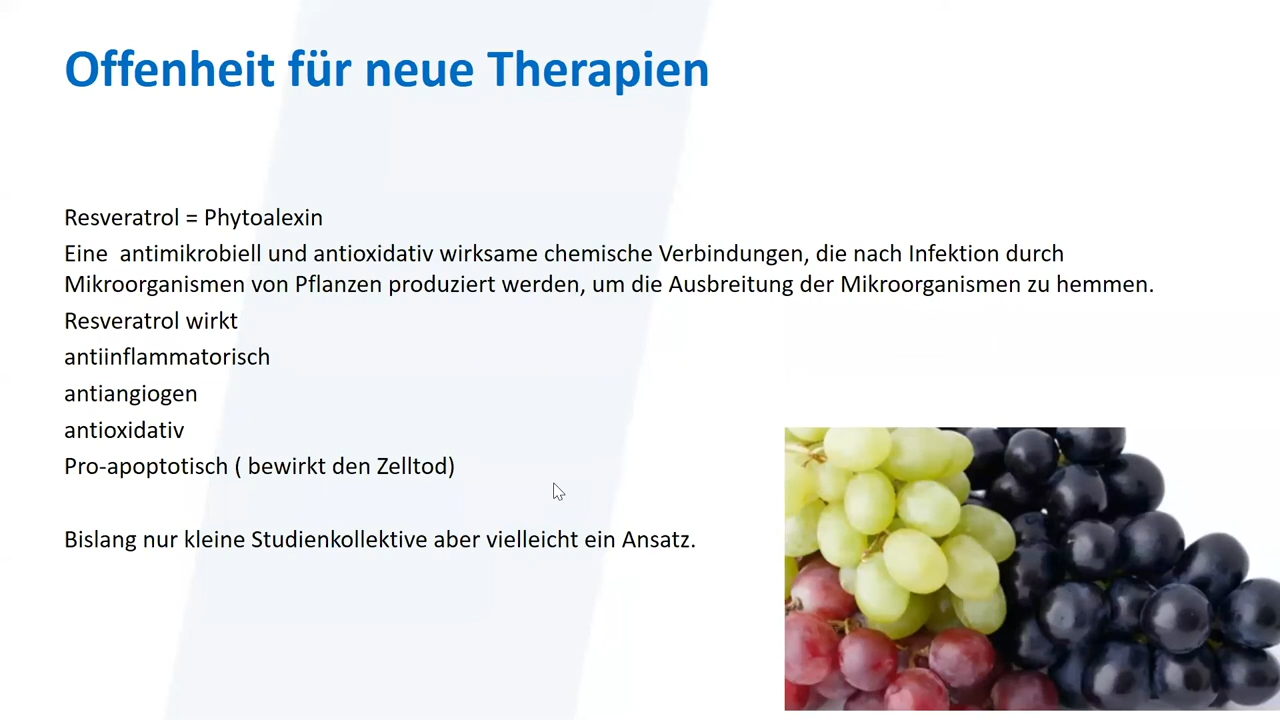 Offenheit für neue Therapien
Resveratrol = Phytoalexin
Eine  antimikrobiell und antioxidativ wirksame chemische Verbindungen, die nach Infektion durch
Mikroorganismen von Pflanzen produziert werden, um die Ausbreitung der Mikroorganismen zu hemmen.
Resveratrol wirkt
antiinflammatorisch
antiangiogen
antioxidativ
Pro-apoptotisch ( bewirkt den Zelltod)
Bislang nur kleine Studienkollektive aber vielleicht ein Ansatz.